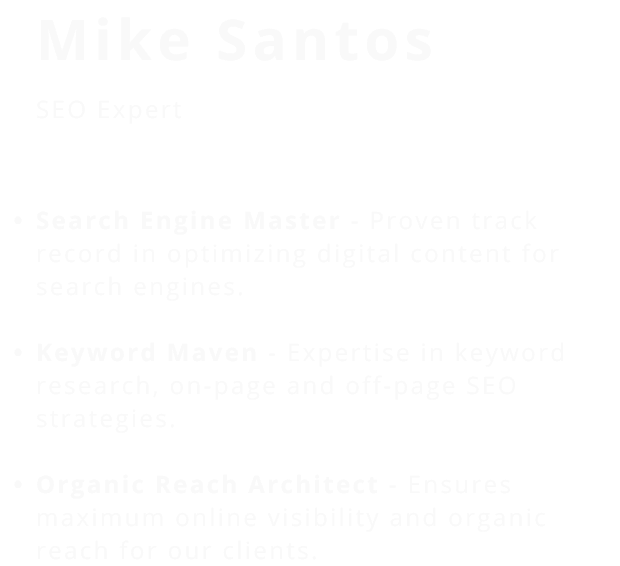 Mike Santos
SEO Expert
• Search Engine Master - Proven track
record in optimizing digital content for
search engines.
• Keyword Maven - Expertise in keyword
research, on-page and off-page SEO
strategies.
• Organic Reach Architect - Ensures
maximum online visibility and organic
reach for our clients.